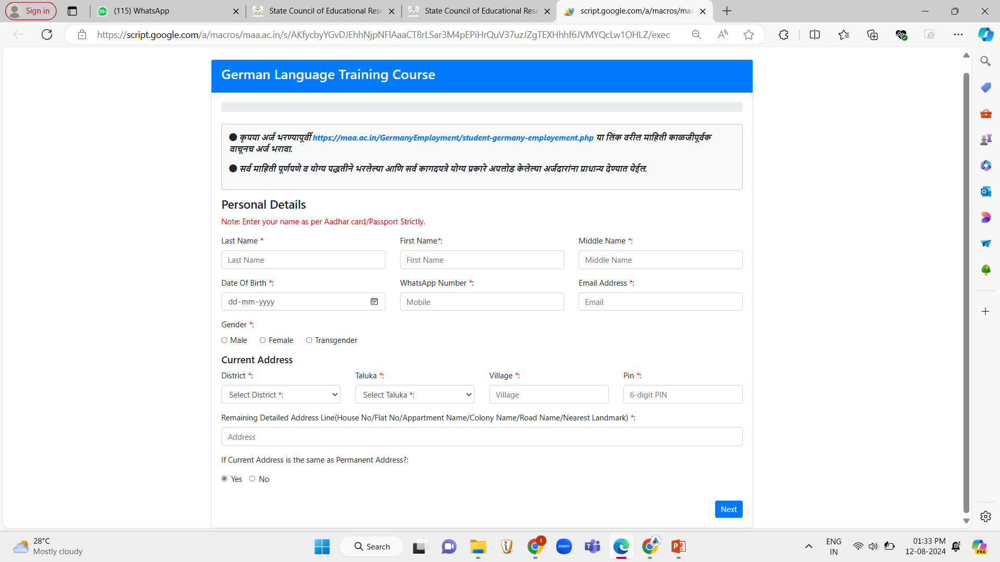 Sign in
(115) WhatsApp
State Council of Educational Rese
State Council of Educational Rese
script.google.com/a/macros/maa
https://script.google.com/a/macros/maa.ac.in/s/AKfycbyYGvDJEhhNjpNFlAaaCT8rLSar3M4pEPiHrQuV37uzJZgTEXHhhf6JVMYQcLw1OHLZ/exec
German Language Training Course
● कृपया अर्ज भरण्यापूर्वी https://maa.ac.in/GermanyEmployment/student-germany-employement.php या लिंक वरील माहिती काळजीपूर्वक
वाचूनच अर्ज भरावा.
● सर्व माहिती पूर्णपणे व योग्य पद्धतीने भरलेल्या आणि सर्व कागदपत्रे योग्य प्रकारे अपलोड केलेल्या अर्जदारांना प्राधान्य देण्यात येईल.
Personal Details
Note: Enter your name as per Aadhar card/Passport Strictly.
Last Name * First Name*: Middle Name *:
Last Name First Name Middle Name
Date Of Birth *: WhatsApp Number *: Email Address *:
dd-mm-yyyy Mobile Email
Gender *:
Male Female Transgender
Current Address
District *: Taluka *: Village *: Pin *:
Select District *: Select Taluka *: Village 6-digit PIN
Remaining Detailed Address Line(House No/Flat No/Appartment Name/Colony Name/Road Name/Nearest Landmark) *:
Address
If Current Address is the same as Permanent Address?:
Yes No
Next
28°C
Mostly cloudy
Search
zoom
ENG
IN
01:33 PM
12-08-2024
PRE